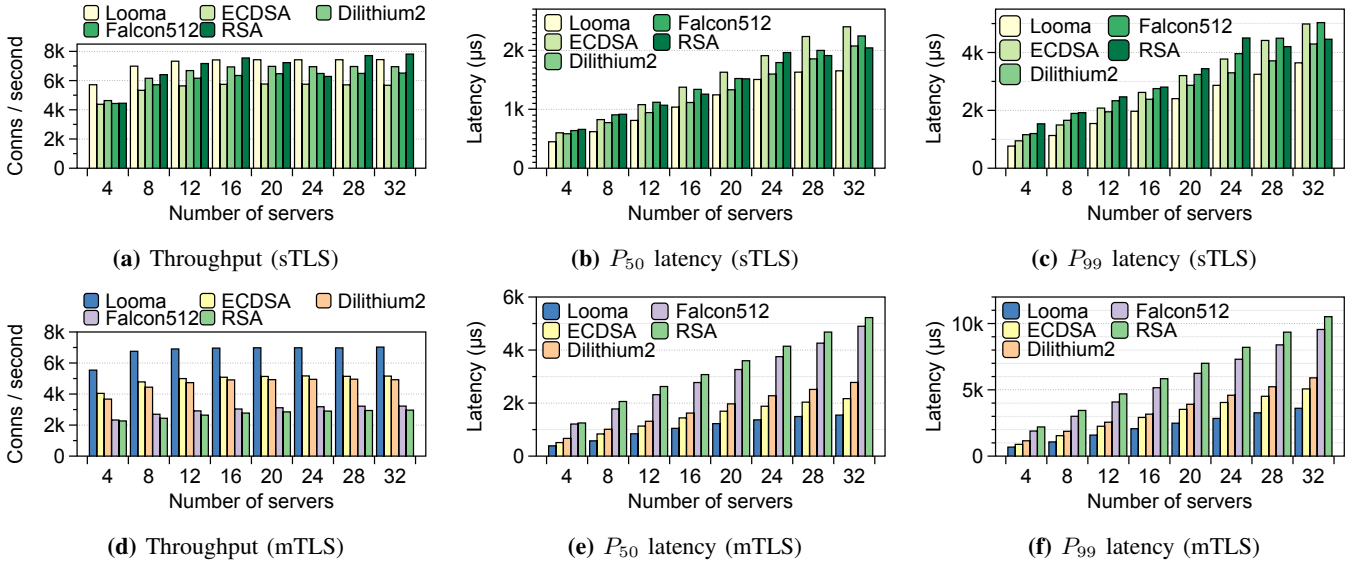 Looma ECDSA Dilithium2
Falcon512 RSA
Conns / second
8k
6k
4k
2k
0
4 8 12 16 20 24 28 32
Number of servers
(a) Throughput (sTLS)
Looma Falcon512
ECDSA RSA
Dilithium2
Latency (µs)
2k
1k
0
4 8 12 16 20 24 28 32
Number of servers
(b) P50 latency (sTLS)
Looma Falcon512
ECDSA RSA
Dilithium2
Latency (µs)
4k
2k
0
4 8 12 16 20 24 28 32
Number of servers
(c) P99 latency (sTLS)
Looma ECDSA Dilithium2
Falcon512 RSA
Conns / second
8k
6k
4k
2k
0
4 8 12 16 20 24 28 32
Number of servers
(d) Throughput (mTLS)
Looma Falcon512
ECDSA RSA
Dilithium2
Latency (µs)
6k
4k
2k
0
4 8 12 16 20 24 28 32
Number of servers
(e) P50 latency (mTLS)
Looma Falcon512
ECDSA RSA
Dilithium2
Latency (µs)
10k
5k
0
4 8 12 16 20 24 28 32
Number of servers
(f) P99 latency (mTLS)